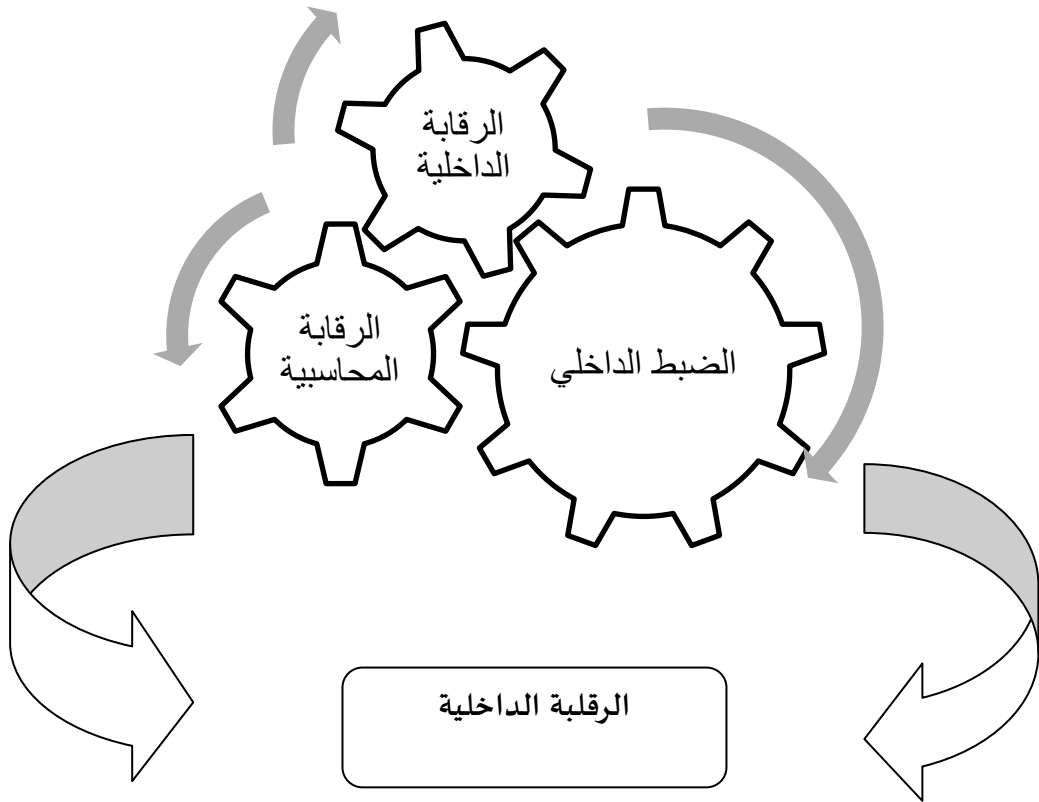 الرقابة
الداخلية
الرقابة
المحاسبية
الضبط الداخلي
الرقلبة الداخلية